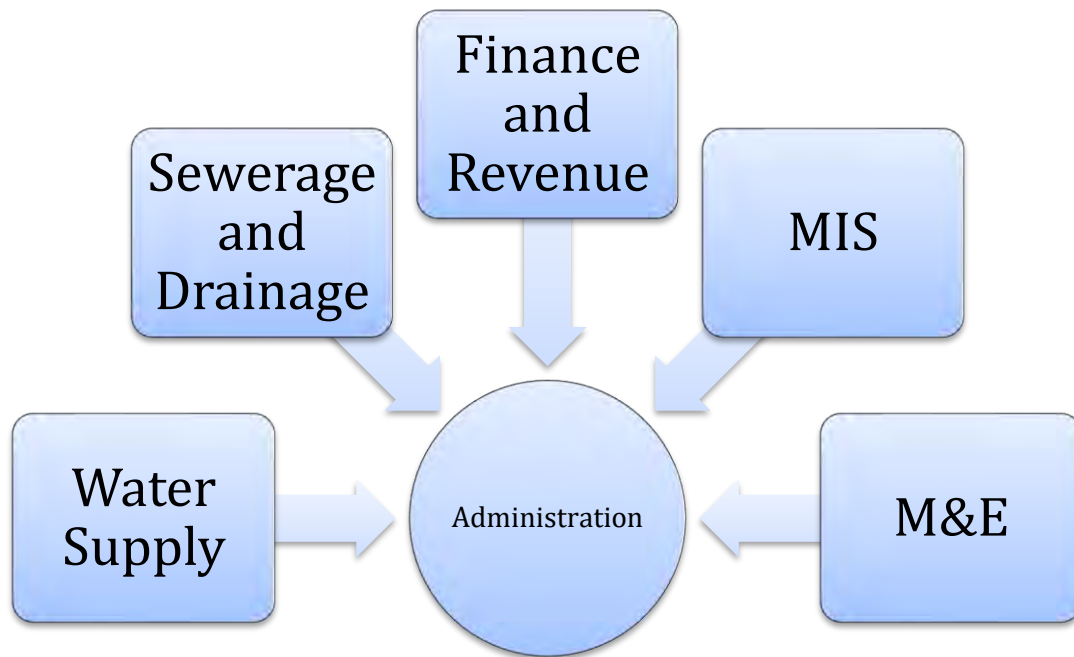 Finance
and
Revenue
Sewerage
and
Drainage
MIS
Water
Supply
Administration
M&E